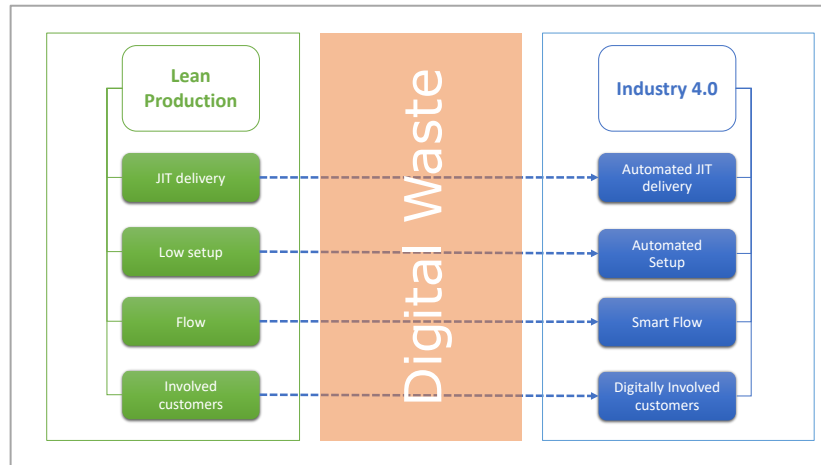 Lean
Production
JIT delivery
Low setup
Flow
Involved
customers
Digital Waste
Industry 4.0
Automated JIT
delivery
Automated
Setup
Smart Flow
Digitally Involved
customers